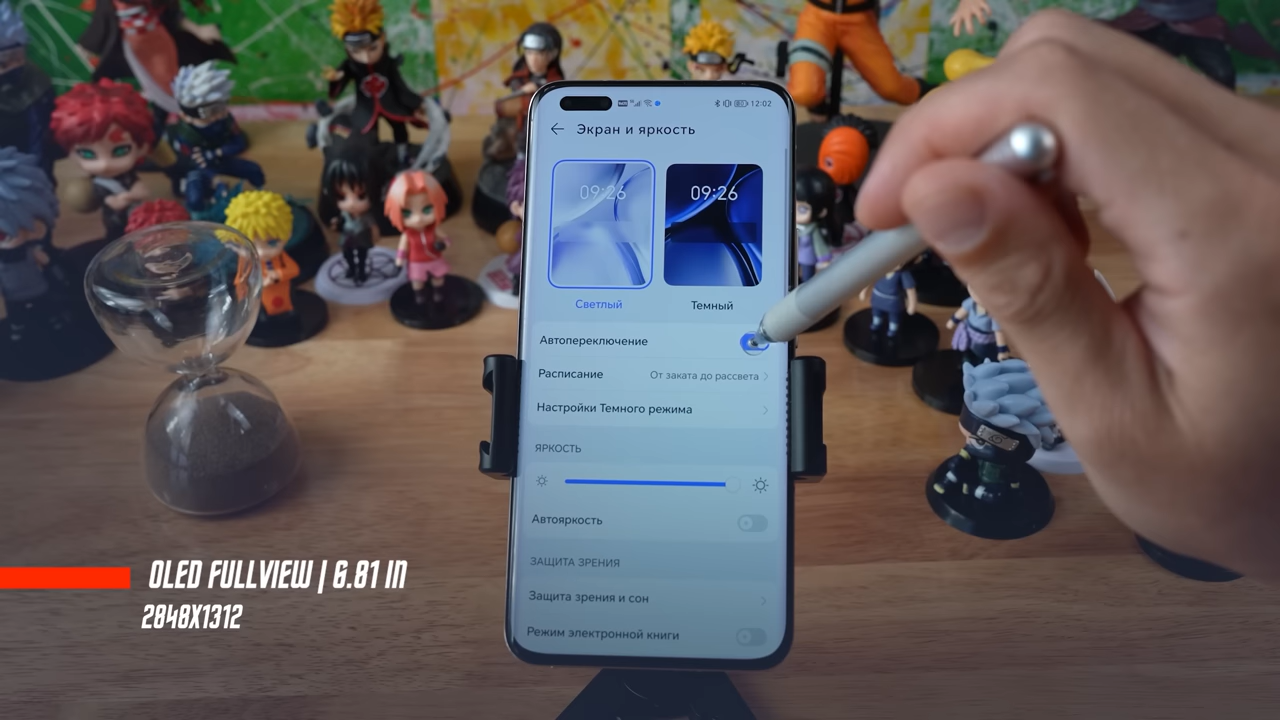 12:02
Экран и яркость
09:26
09:26
Светлый
Темный
Автопереключение
Расписание От заката до рассвета
Настройки Темного режима
ЯРКОСТЬ
Автояркость
ЗАЩИТА ЗРЕНИЯ
Защита зрения и сон
Режим электронной книги
OLED FULLVIEW | 6.81 IN
2848X1312